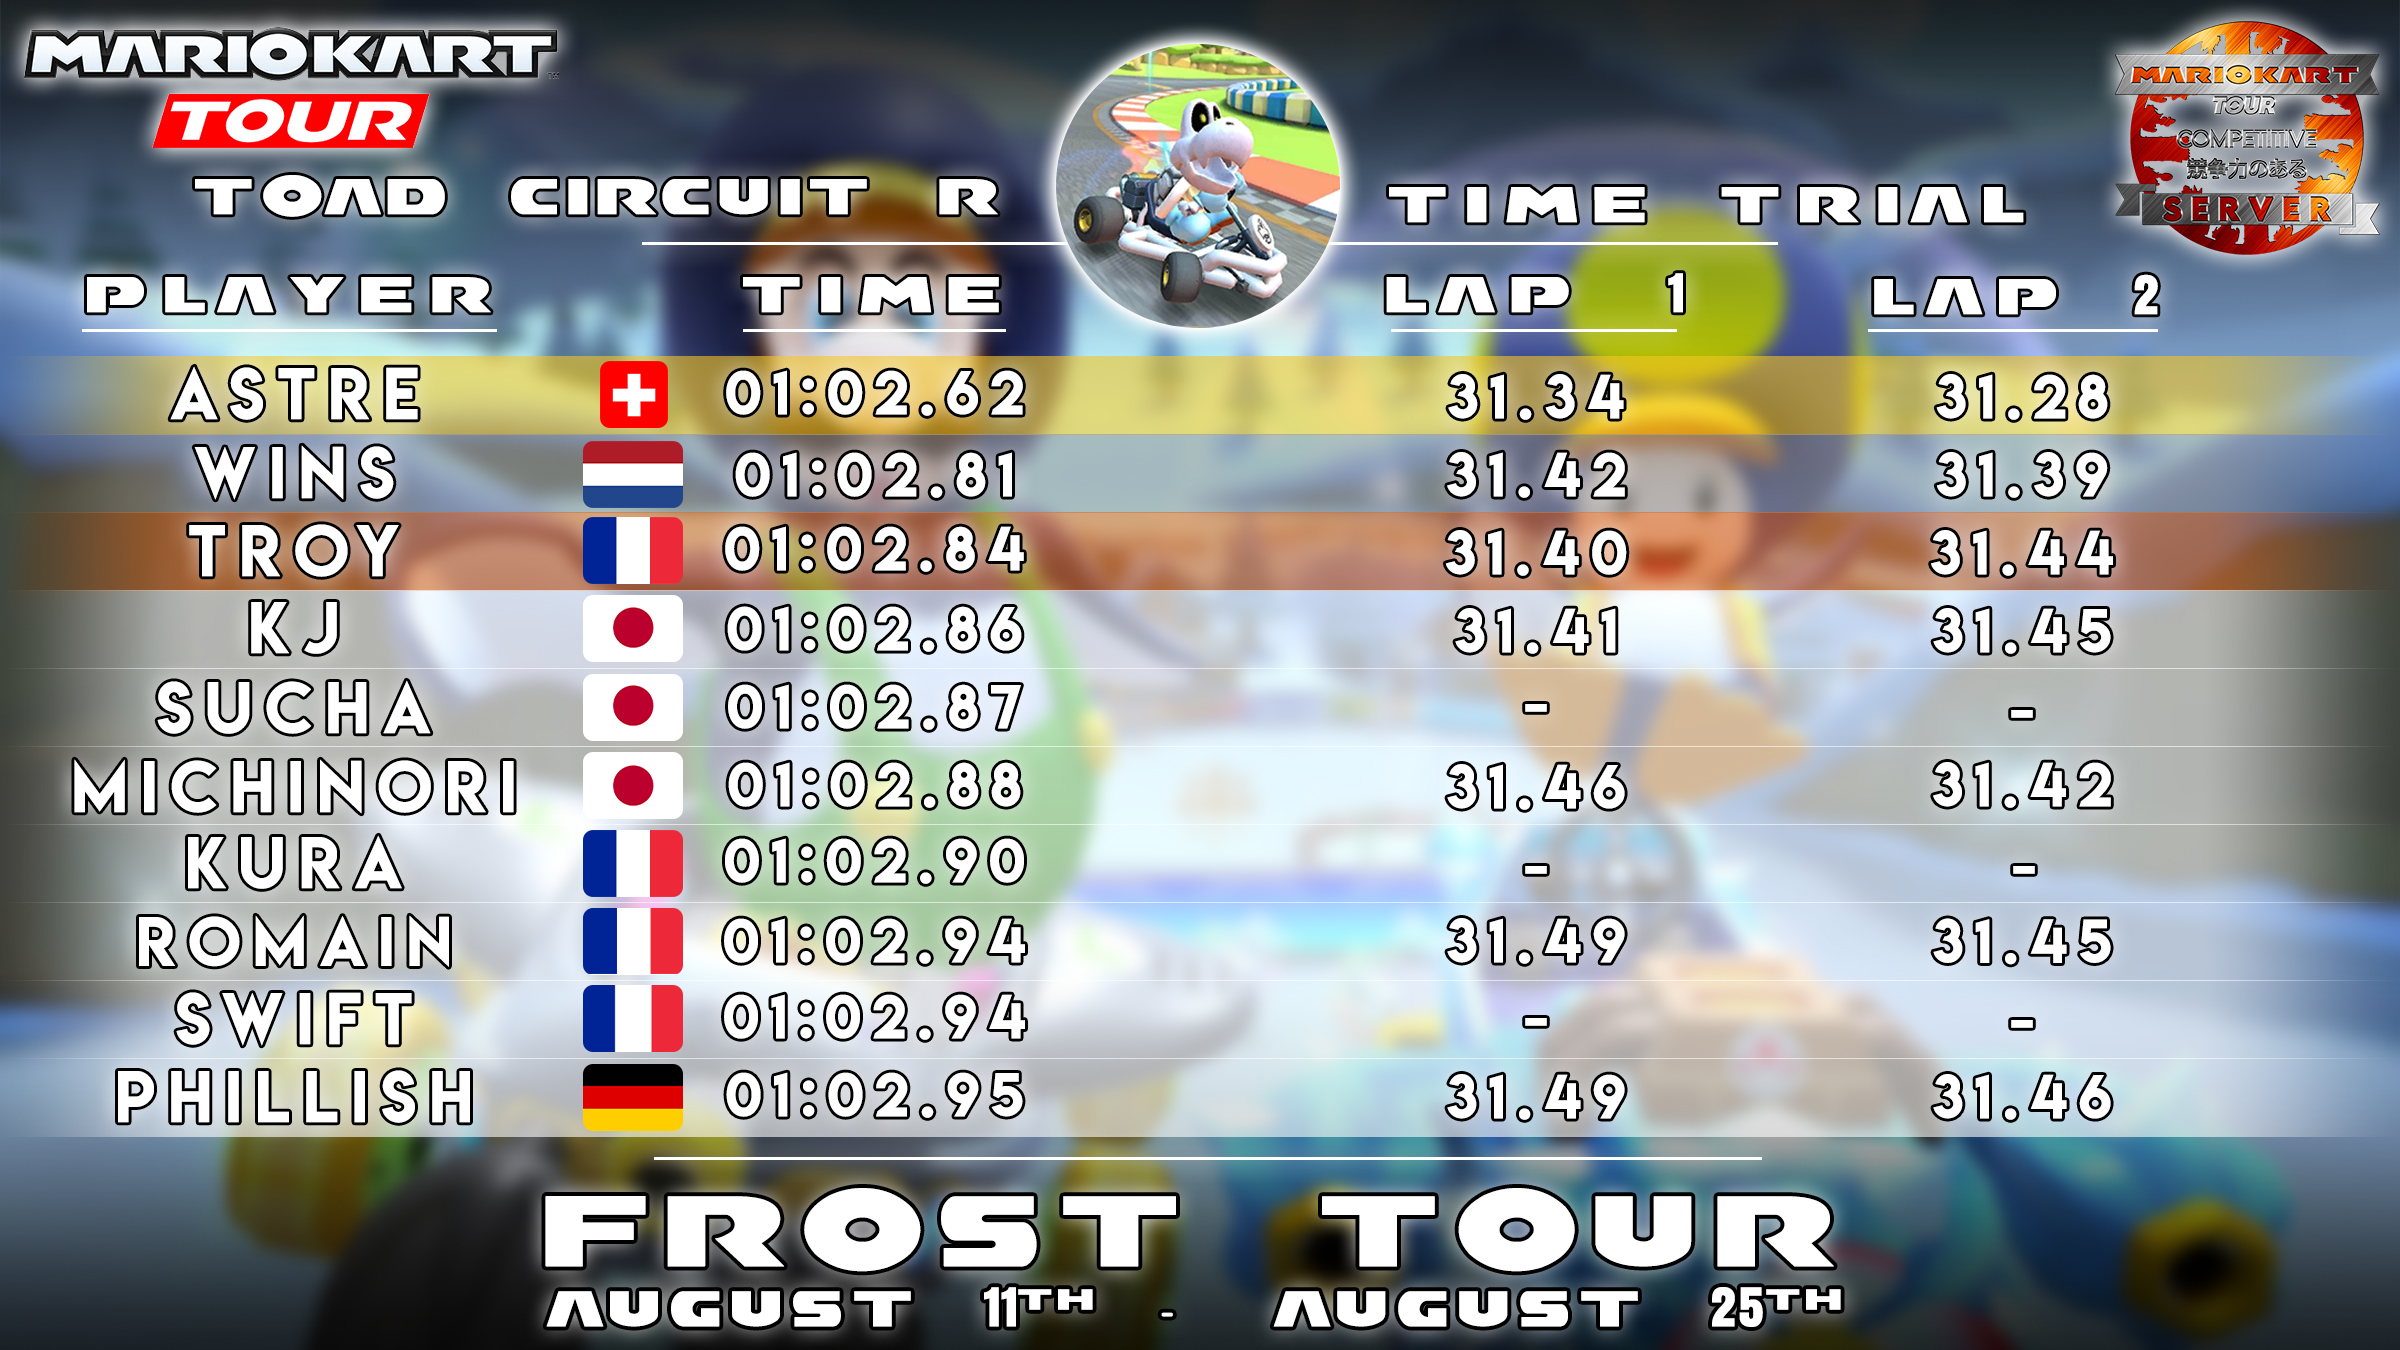 MARIOKART
TOUR
MARIOKART
TOUR
COMPETITIVE
競争力のある
SERVER
TOAD CIRCUIT R TIME TRIAL
PLAYER TIME LAP 1 LAP 2
ASTRE 01:02.62 31.34 31.28
WINS 01:02.81 31.42 31.39
TROY 01:02.84 31.40 31.44
KJ 01:02.86 31.41 31.45
SUCHA 01:02.87 - -
MICHINORI 01:02.88 31.46 31.42
KURA 01:02.90 - -
ROMAIN 01:02.94 31.49 31.45
SWIFT 01:02.94 - -
PHILLISH 01:02.95 31.49 31.46
FROST TOUR
AUGUST 11TH - AUGUST 25TH